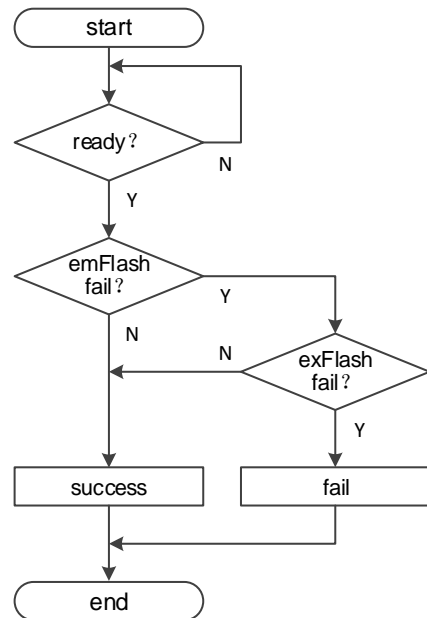 start
ready？
N
Y
emFlash
fail？
Y
N
N
exFlash
fail？
Y
success
fail
end